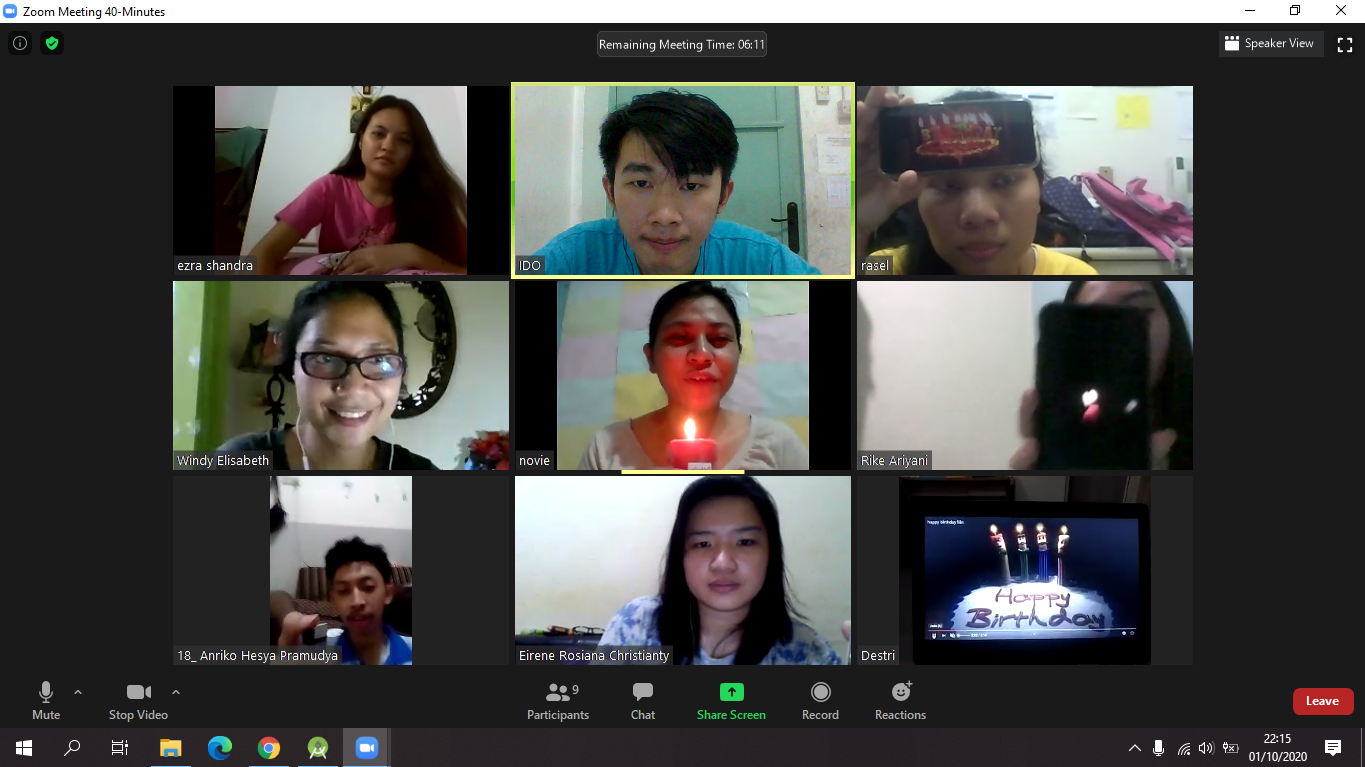 Zoom Meeting 40-Minutes
Remaining Meeting Time: 06:11
Speaker View
ezra shandra
IDO
BIRTHDAY
rasel
Windy Elisabeth
novie
Rike Ariyani
18_ Anriko Hesya Pramudya
Eirene Rosiana Christianty
Happy
Birthday
Destri
Mute
Stop Video
9
Participants
Chat
Share Screen
Record
Reactions
Leave
22:15
01/10/2020